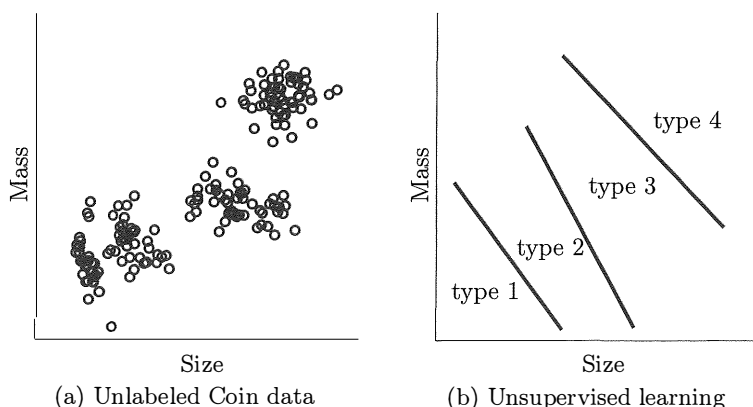 Mass
Size
(a) Unlabeled Coin data
Mass
type 4
type 3
type 2
type 1
Size
(b) Unsupervised learning